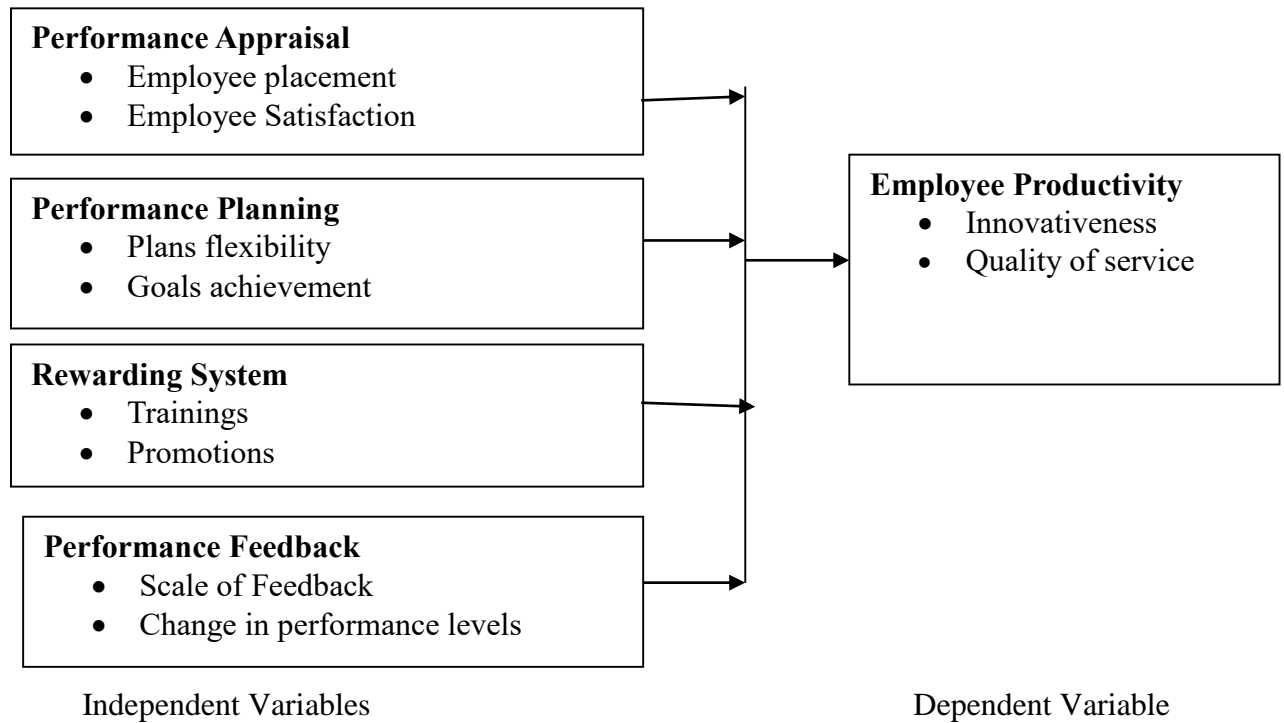 Performance Appraisal
• Employee placement
• Employee Satisfaction
Performance Planning
• Plans flexibility
• Goals achievement
Rewarding System
• Trainings
• Promotions
Performance Feedback
• Scale of Feedback
• Change in performance levels
Employee Productivity
• Innovativeness
• Quality of service
Independent Variables
Dependent Variable